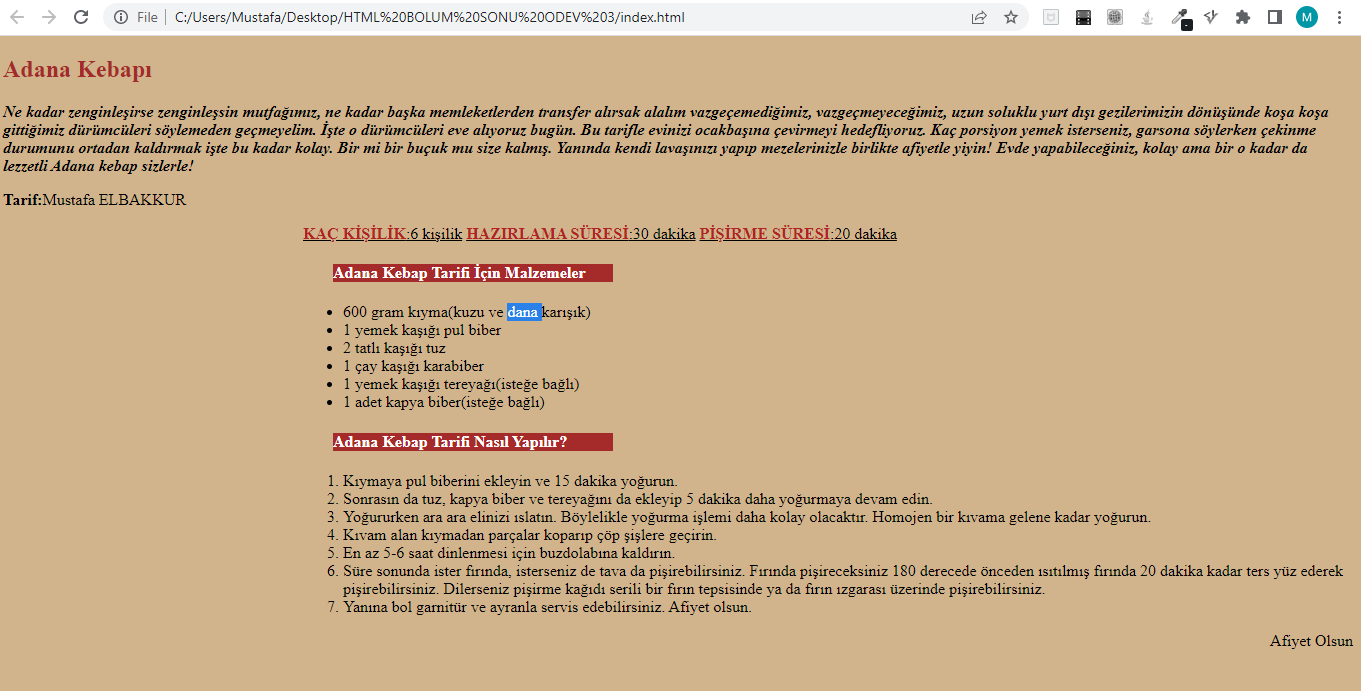 File C:/Users/Mustafa/Desktop/HTML%20BOLUM%20SONU%20ODEV%203/index.html M
Adana Kebapı
Ne kadar zenginleşirse zenginleşsin mutfağımız, ne kadar başka memleketlerden transfer alırsak alalım vazgeçemediğimiz, vazgeçmeyeceğimiz, uzun soluklu yurt dışı gezilerimizin dönüşünde koşa koşa
gittiğimiz dürümcüleri söylemeden geçmeyelim. İşte o dürümcüleri eve alıyoruz bugün. Bu tarifle evinizi ocakbaşına çevirmeyi hedefliyoruz. Kaç porsiyon yemek isterseniz, garsona söylerken çekinme
durumunu ortadan kaldırmak işte bu kadar kolay. Bir mi bir buçuk mu size kalmış. Yanında kendi lavaşınızı yapıp mezelerinizle birlikte afiyetle yiyin! Evde yapabileceğiniz, kolay ama bir o kadar da
lezzetli Adana kebap sizlerle!
Tarif:Mustafa ELBAKKUR
KAÇ KİŞİLİK:6 kişilik HAZIRLAMA SÜRESİ:30 dakika PİŞİRME SÜRESİ:20 dakika
Adana Kebap Tarifi İçin Malzemeler
• 600 gram kıyma(kuzu ve dana karışık)
• 1 yemek kaşığı pul biber
• 2 tatlı kaşığı tuz
• 1 çay kaşığı karabiber
• 1 yemek kaşığı tereyağı(isteğe bağlı)
• 1 adet kapya biber(isteğe bağlı)
Adana Kebap Tarifi Nasıl Yapılır?
1. Kıymaya pul biberini ekleyin ve 15 dakika yoğurun.
2. Sonrasın da tuz, kapya biber ve tereyağını da ekleyip 5 dakika daha yoğurmaya devam edin.
3. Yoğururken ara ara elinizi ıslatın. Böylelikle yoğurma işlemi daha kolay olacaktır. Homojen bir kıvama gelene kadar yoğurun.
4. Kıvam alan kıymadan parçalar koparıp çöp şişlere geçirin.
5. En az 5-6 saat dinlenmesi için buzdolabına kaldırın.
6. Süre sonunda ister fırında, isterseniz de tava da pişirebilirsiniz. Fırında pişireceksiniz 180 derecede önceden ısıtılmış fırında 20 dakika kadar ters yüz ederek
pişirebilirsiniz. Dilerseniz pişirme kağıdı serili bir fırın tepsisinde ya da fırın ızgarası üzerinde pişirebilirsiniz.
7. Yanına bol garnitür ve ayranla servis edebilirsiniz. Afiyet olsun.
Afiyet Olsun